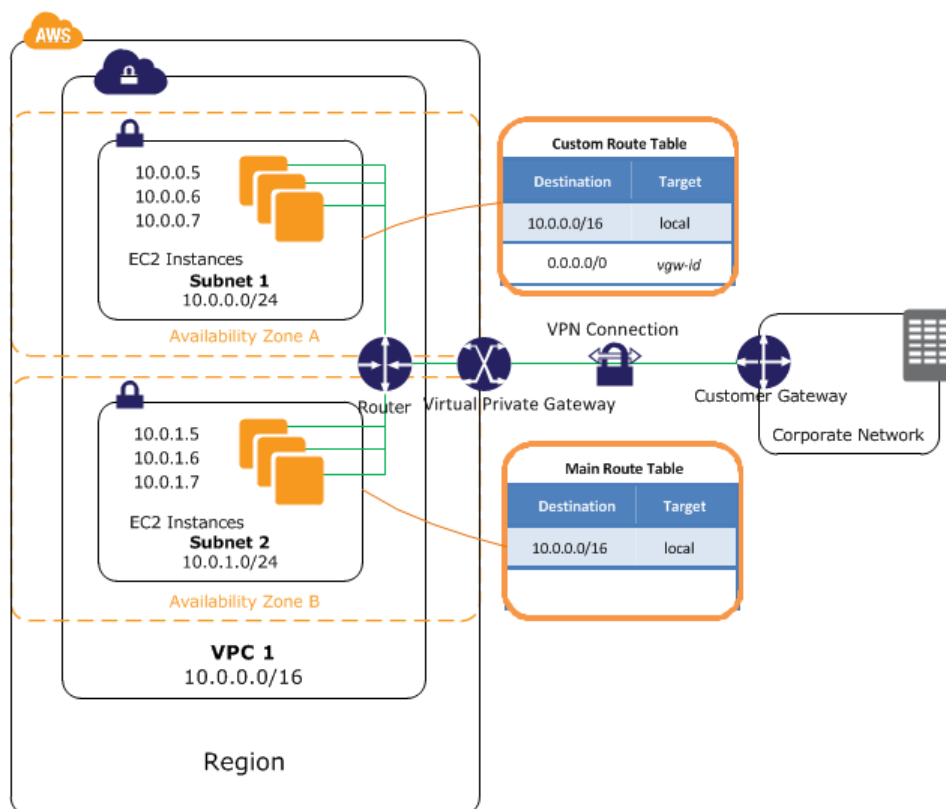 AWS
10.0.0.5
10.0.0.6
10.0.0.7
EC2 Instances
Subnet 1
10.0.0.0/24
Availability Zone A
Custom Route Table
Destination Target
10.0.0.0/16 local
0.0.0.0/0 vgw-id
VPN Connection
Router
Virtual Private Gateway
Customer Gateway
Corporate Network
10.0.1.5
10.0.1.6
10.0.1.7
EC2 Instances
Subnet 2
10.0.1.0/24
Availability Zone B
Main Route Table
Destination Target
10.0.0.0/16 local
VPC 1
10.0.0.0/16
Region